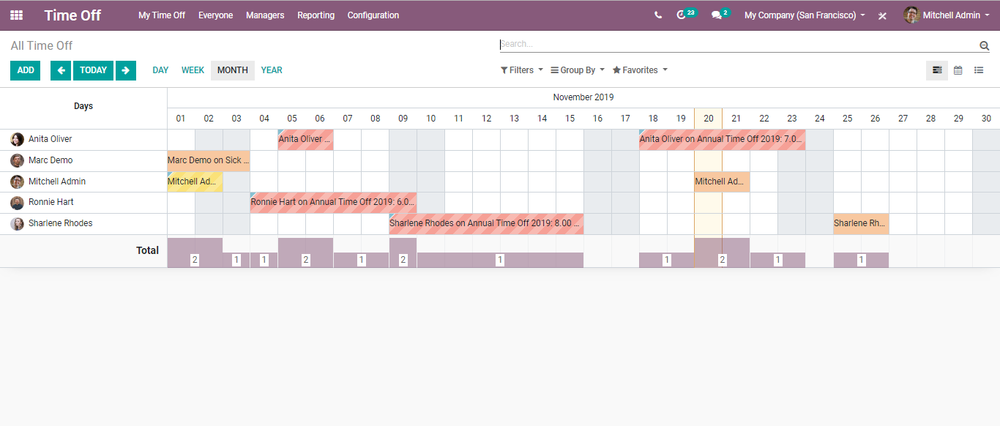 Time Off My Time Off Everyone Managers Reporting Configuration 23 2 My Company (San Francisco) Mitchell Admin
All Time Off Search...
ADD TODAY DAY WEEK MONTH YEAR Filters Group By Favorites
November 2019
Days
01 02 03 04 05 06 07 08 09 10 11 12 13 14 15 16 17 18 19 20 21 22 23 24 25 26 27 28 29 30
Anita Oliver Anita Oliver ... Anita Oliver on Annual Time Off 2019: 7.0...
Marc Demo Marc Demo on Sick ...
Mitchell Admin Mitchell Ad... Mitchell Ad...
Ronnie Hart Ronnie Hart on Annual Time Off 2019: 6.0...
Sharlene Rhodes Sharlene Rhodes on Annual Time Off 2019: 8.00 ... Sharlene Rh...
Total
2 1 1 2 1 2 1 1 2 1 1